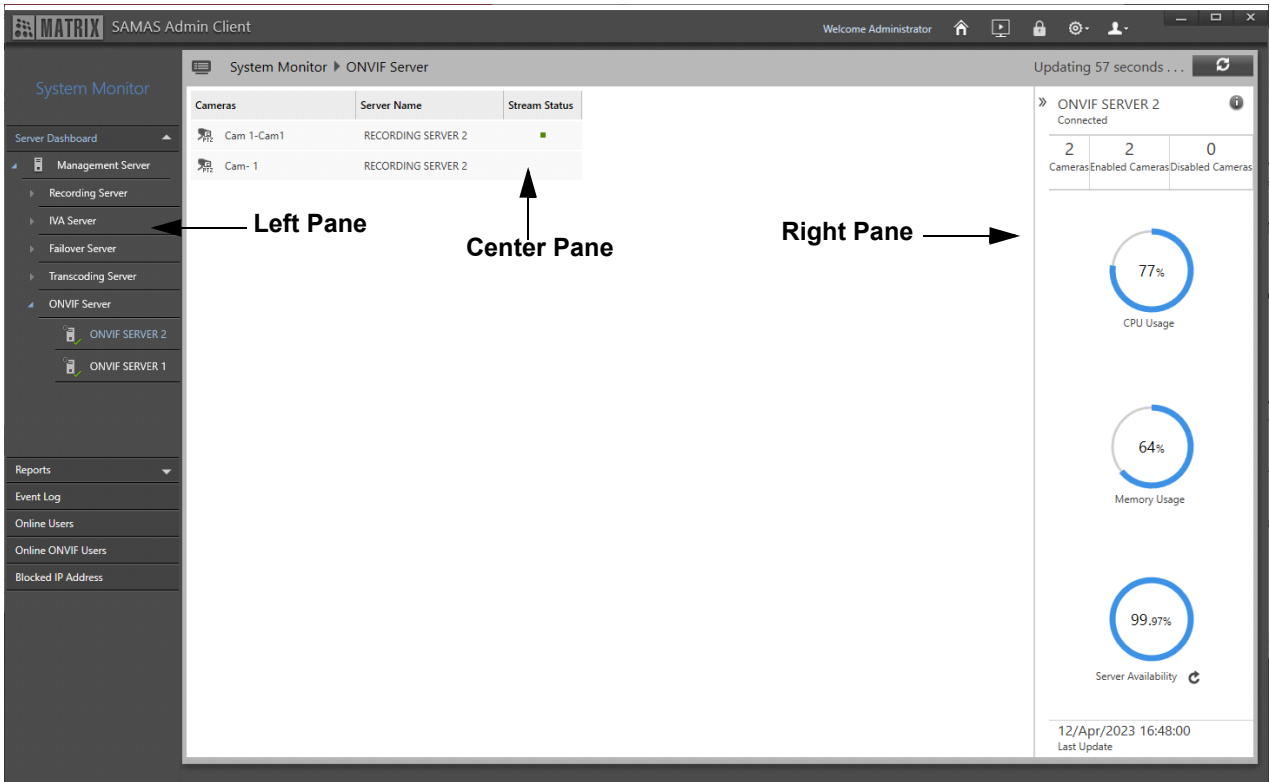 MATRIX SAMAS Admin Client
Welcome Administrator
System Monitor
Server Dashboard
Management Server
Recording Server
IVA Server
Failover Server
Transcoding Server
ONVIF Server
ONVIF SERVER 2
ONVIF SERVER 1
Reports
Event Log
Online Users
Online ONVIF Users
Blocked IP Address
System Monitor ONVIF Server
Updating 57 seconds . . .
Cameras Server Name Stream Status
PTZ Cam 1-Cam1 RECORDING SERVER 2
PTZ Cam- 1 RECORDING SERVER 2
Left Pane
Center Pane
Right Pane
» ONVIF SERVER 2
Connected
2 2 0
Cameras Enabled Cameras Disabled Cameras
77%
CPU Usage
64%
Memory Usage
99.97%
Server Availability
12/Apr/2023 16:48:00
Last Update